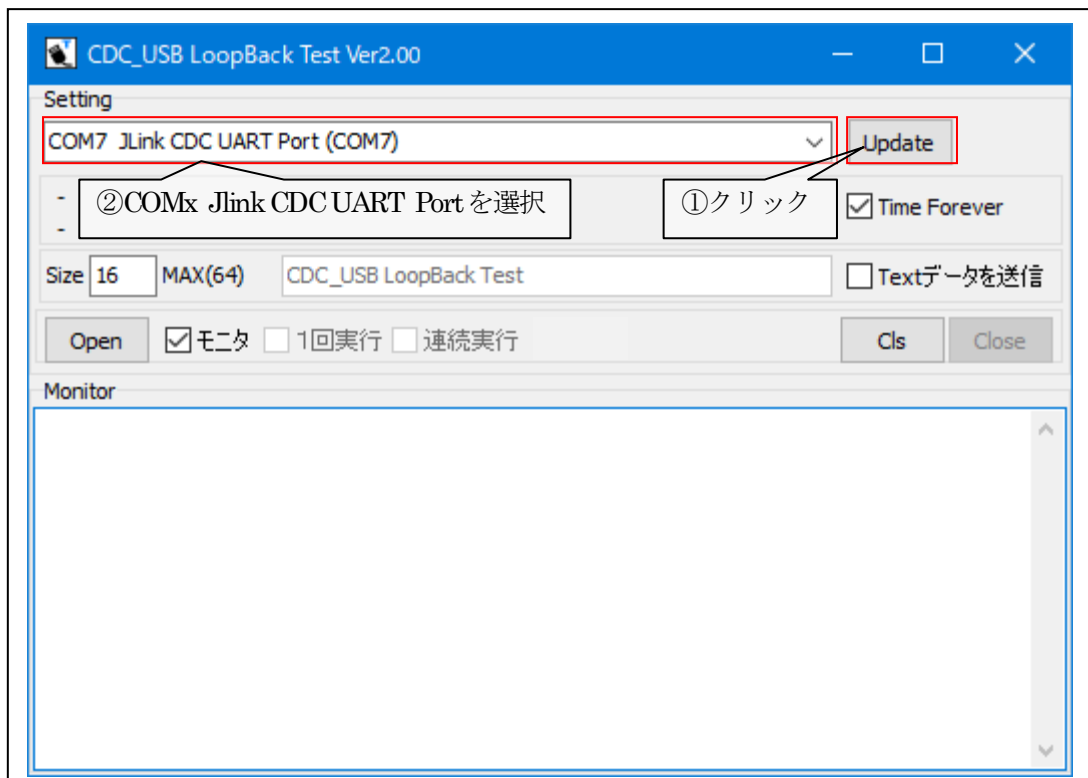 CDC_USB LoopBack Test Ver2.00
Setting
COM7 JLink CDC UART Port (COM7)
Update
-
②COMx Jlink CDC UART Portを選択
①クリック
Time Forever
-
Size 16 MAX(64) CDC_USB LoopBack Test
Textデータを送信
Open モニタ 1回実行 連続実行 Cls Close
Monitor